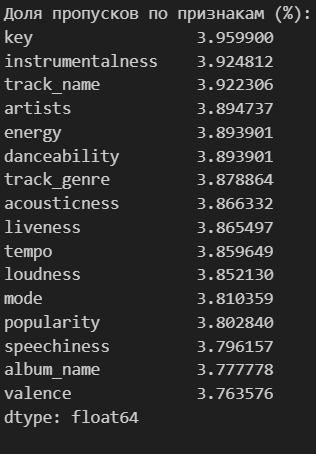 Доля пропусков по признакам (%):
key 3.959900
instrumentalness 3.924812
track_name 3.922306
artists 3.894737
energy 3.893901
danceability 3.893901
track_genre 3.878864
acousticness 3.866332
liveness 3.865497
tempo 3.859649
loudness 3.852130
mode 3.810359
popularity 3.802840
speechiness 3.796157
album_name 3.777778
valence 3.763576
dtype: float64